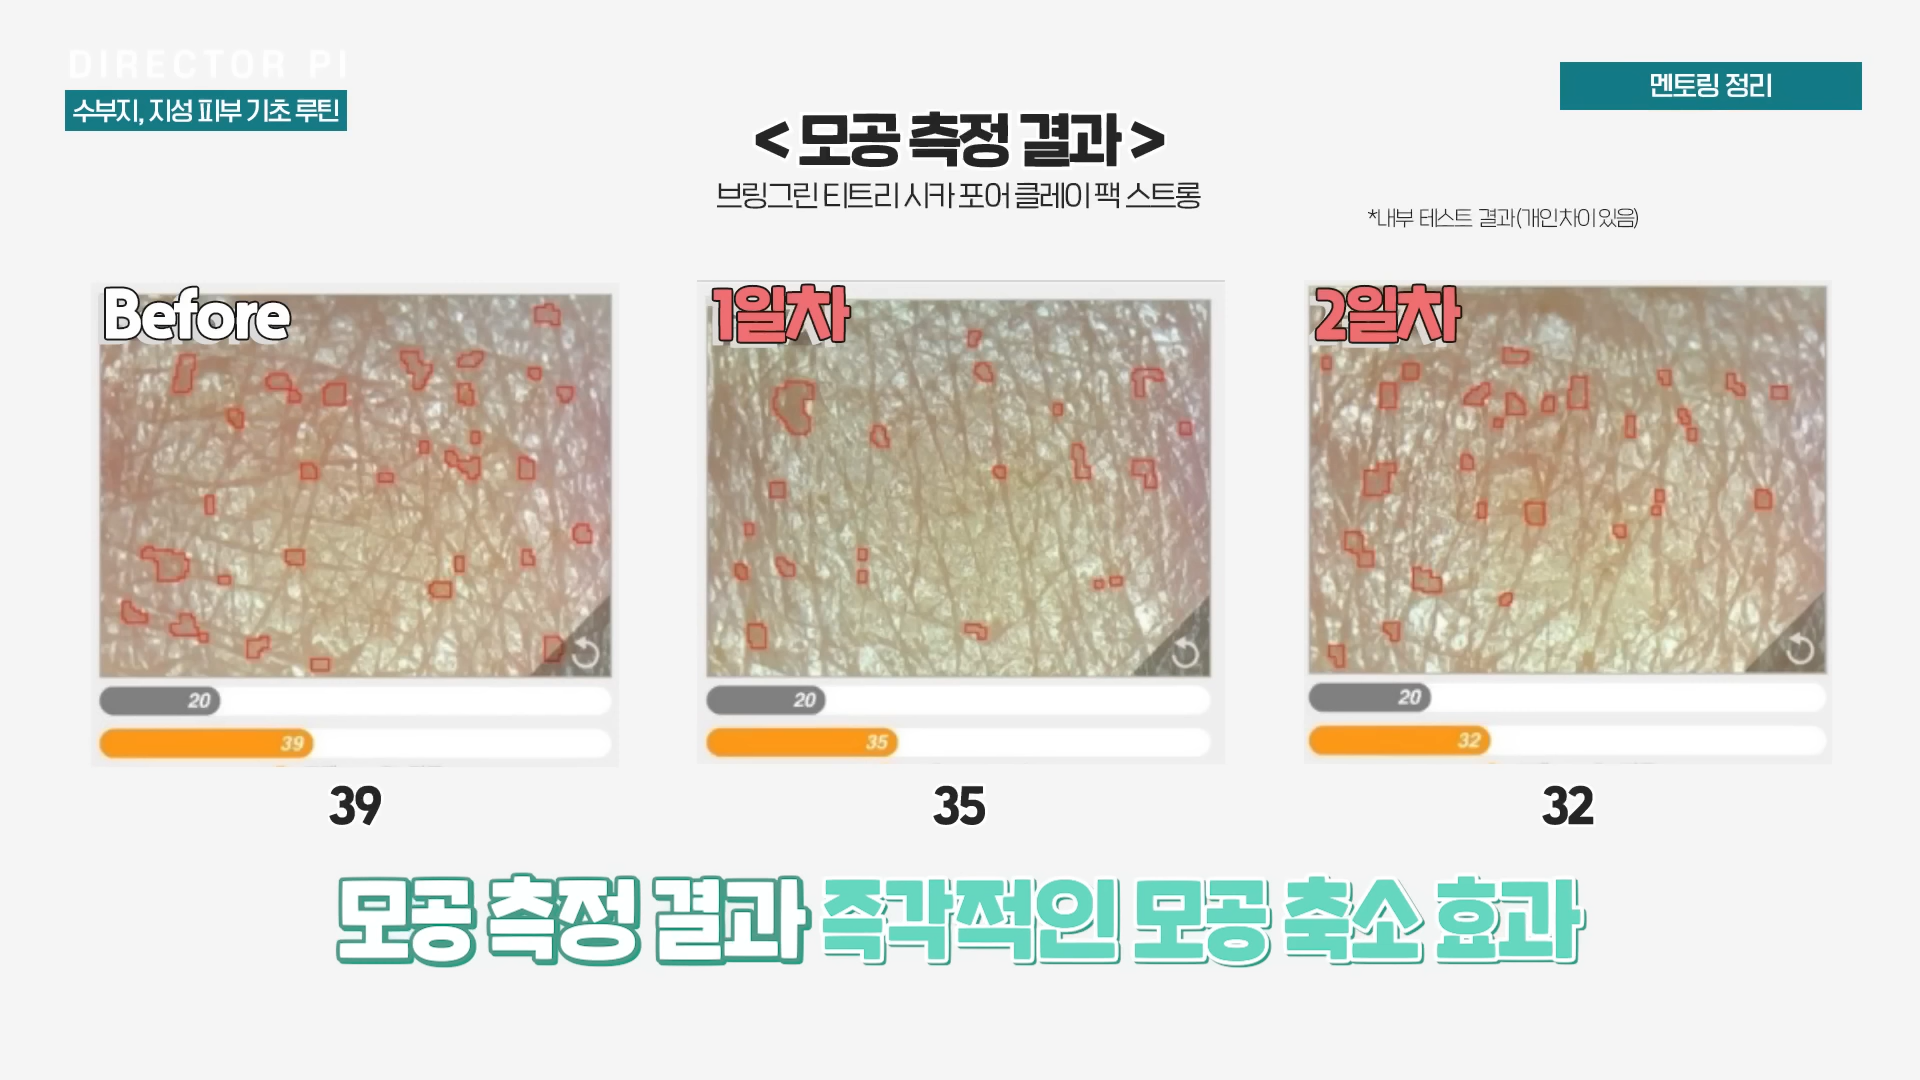 DIRECTOR PI
수부지, 지성 피부 기초 루틴
멘토링 정리
< 모공 측정 결과 >
브링그린 티트리 시카 포어 클레이 팩 스트롱
*내부 테스트 결과(개인차이 있음)
Before
1일차
2일차
20
20
20
39
35
32
39
35
32
모공 측정 결과 즉각적인 모공 축소 효과